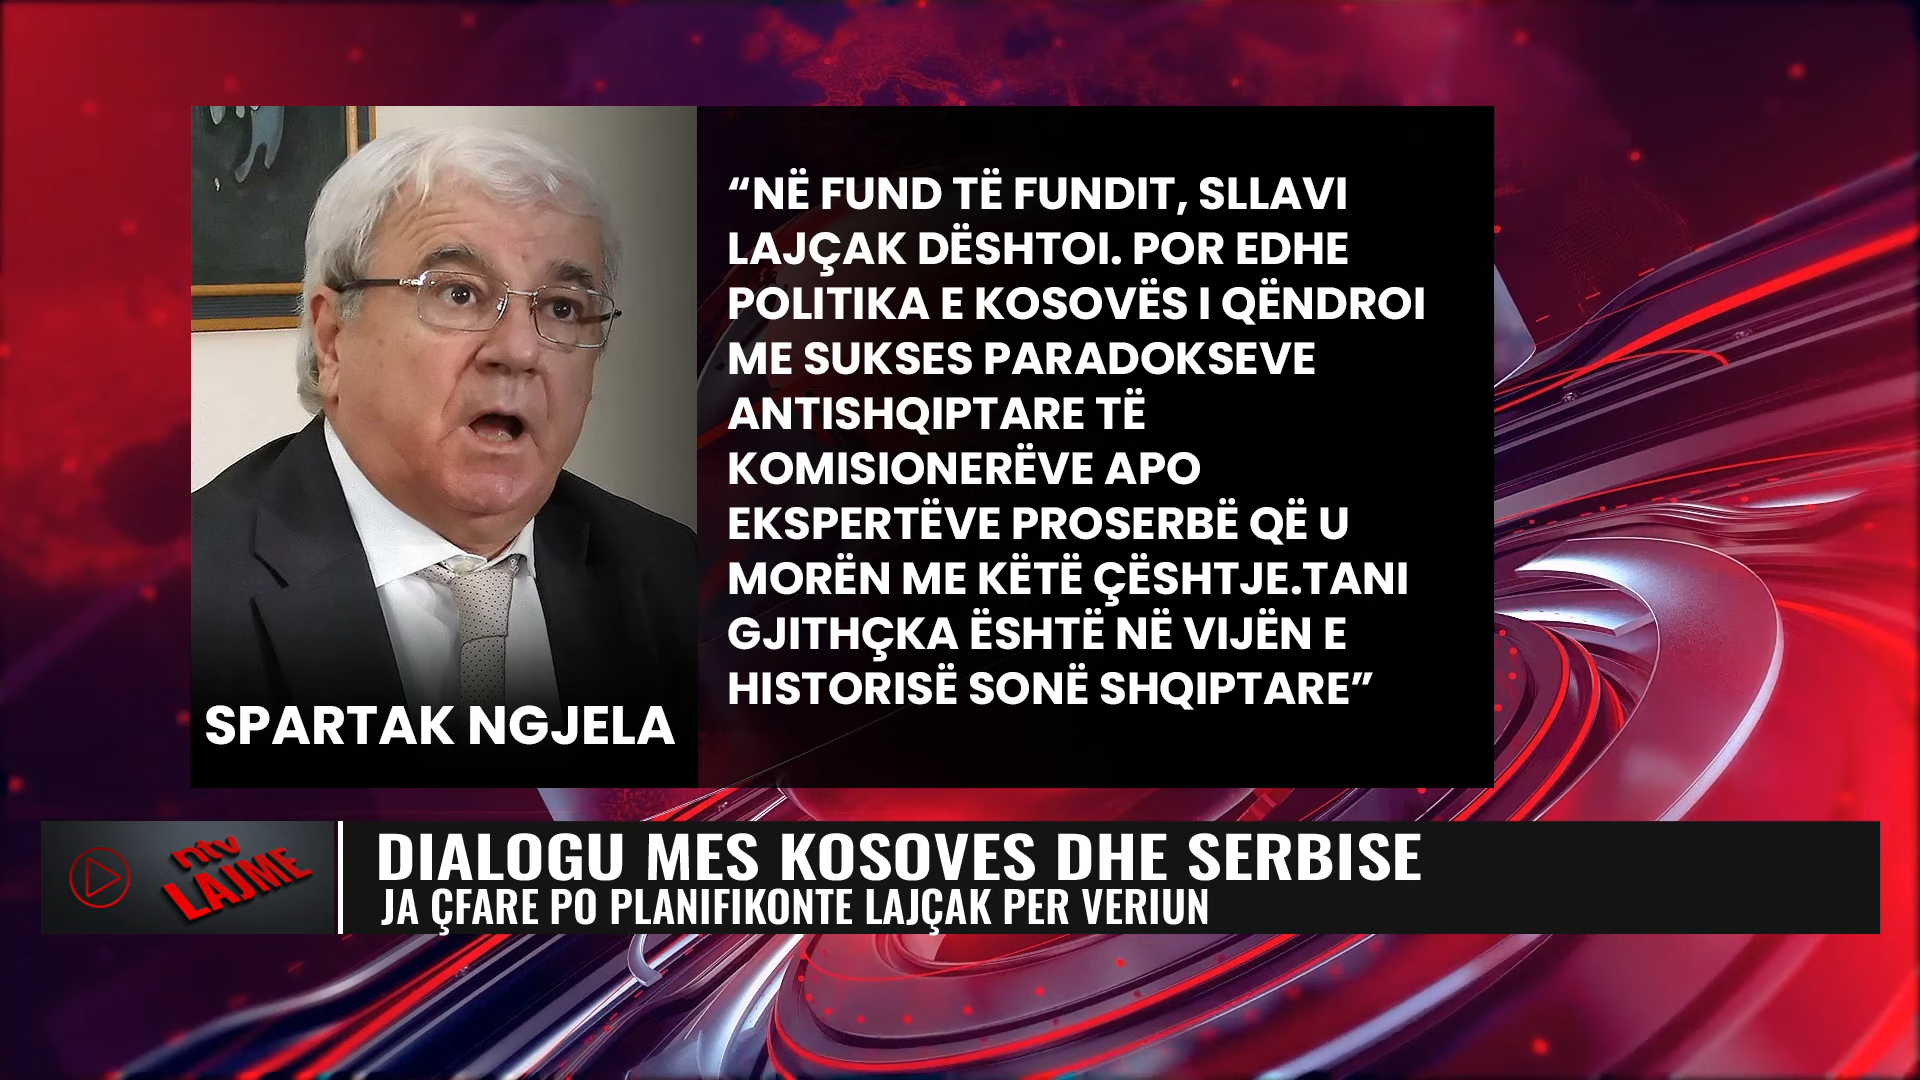 “NË FUND TË FUNDIT, SLLAVI
LAJÇAK DËSHTOI. POR EDHE
POLITIKA E KOSOVËS I QËNDROI
ME SUKSES PARADOKSEVE
ANTISHQIPTARE TË
KOMISIONERËVE APO
EKSPERTËVE PROSERBË QË U
MORËN ME KËTË ÇËSHTJE.TANI
GJITHÇKA ËSHTË NË VIJËN E
HISTORISË SONË SHQIPTARE”
SPARTAK NGJELA
ntv
LAJME
DIALOGU MES KOSOVES DHE SERBISE
JA ÇFARE PO PLANIFIKONTE LAJÇAK PER VERIUN